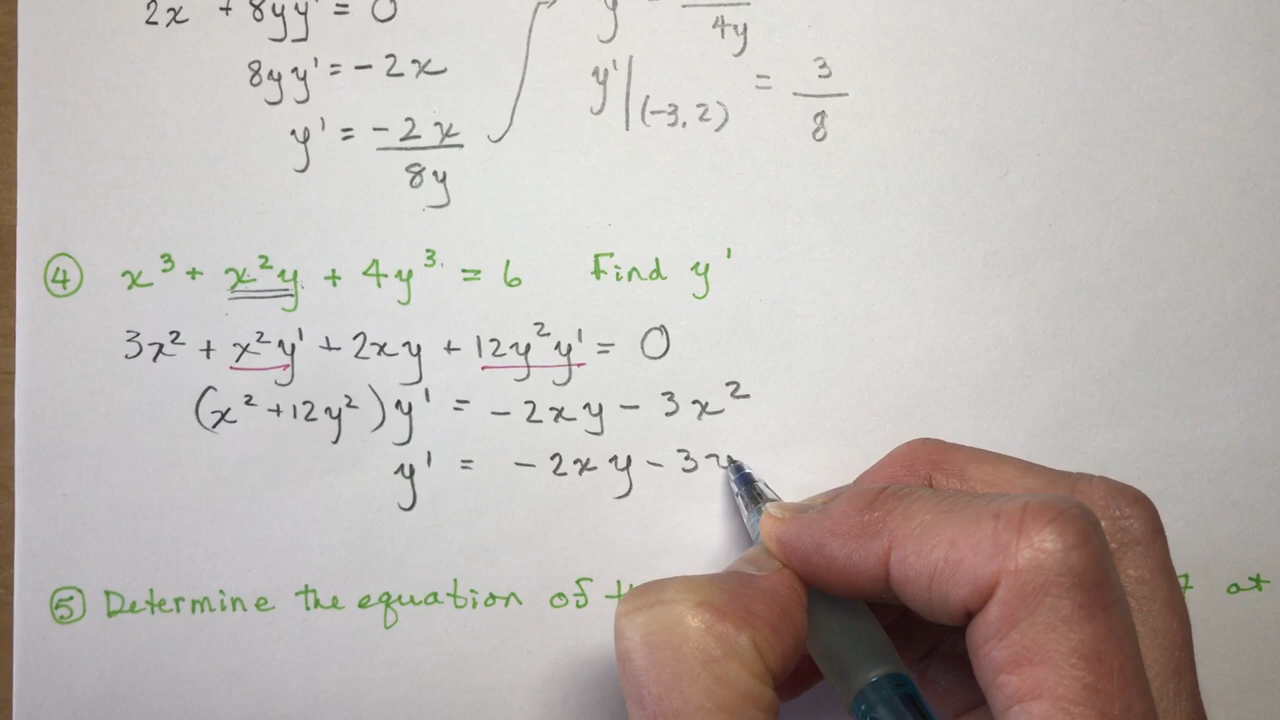 2x + 8yy' = 0
8yy' = -2x
y' = -2x/8y
4y
y'|(-3,2) = 3/8
④ x³ + x²y + 4y³ = 6 Find y'
3x² + x²y' + 2xy + 12y²y' = 0
(x² + 12y²)y' = -2xy - 3x²
y' = -2xy - 3
⑤ Determine the equation of at